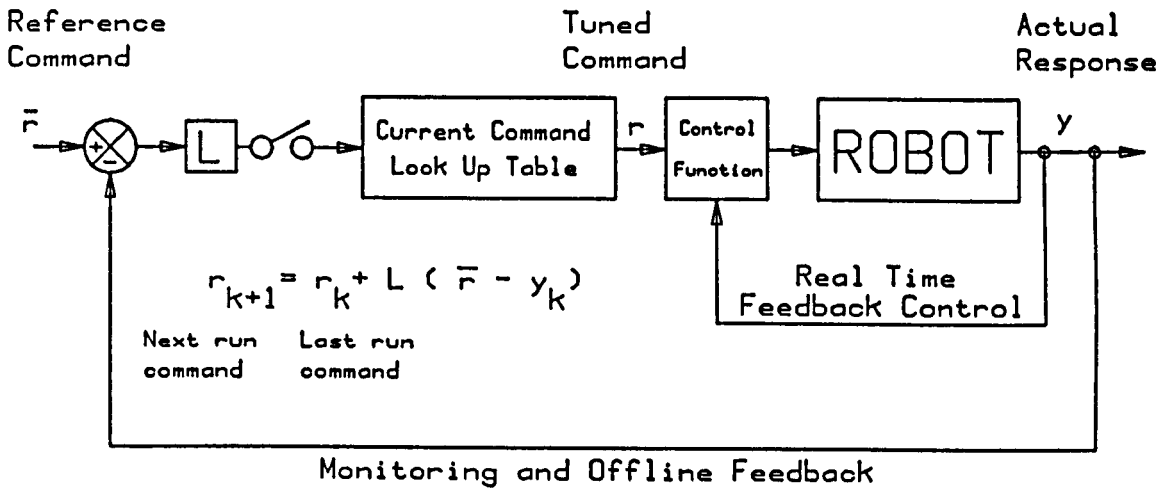 Reference
Command
Tuned
Command
Actual
Response
r̄
+
-
L
Current Command
Look Up Table
r
Control
Function
ROBOT
y
r_{k+1} = r_k + L ( r̄ - y_k )
Next run
command
Last run
command
Real Time
Feedback Control
Monitoring and Offline Feedback